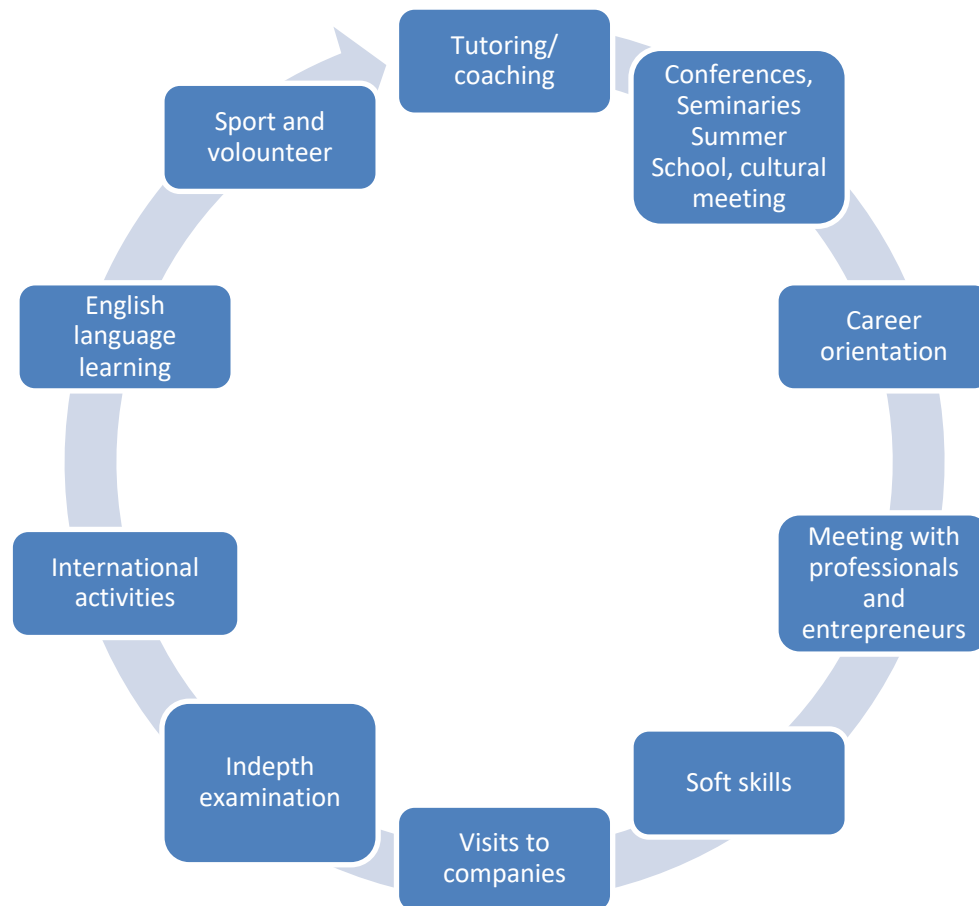 Tutoring/
coaching
Conferences,
Seminaries
Summer
School, cultural
meeting
Career
orientation
Meeting with
professionals
and
entrepreneurs
Soft skills
Visits to
companies
Indepth
examination
International
activities
English
language
learning
Sport and
volounteer